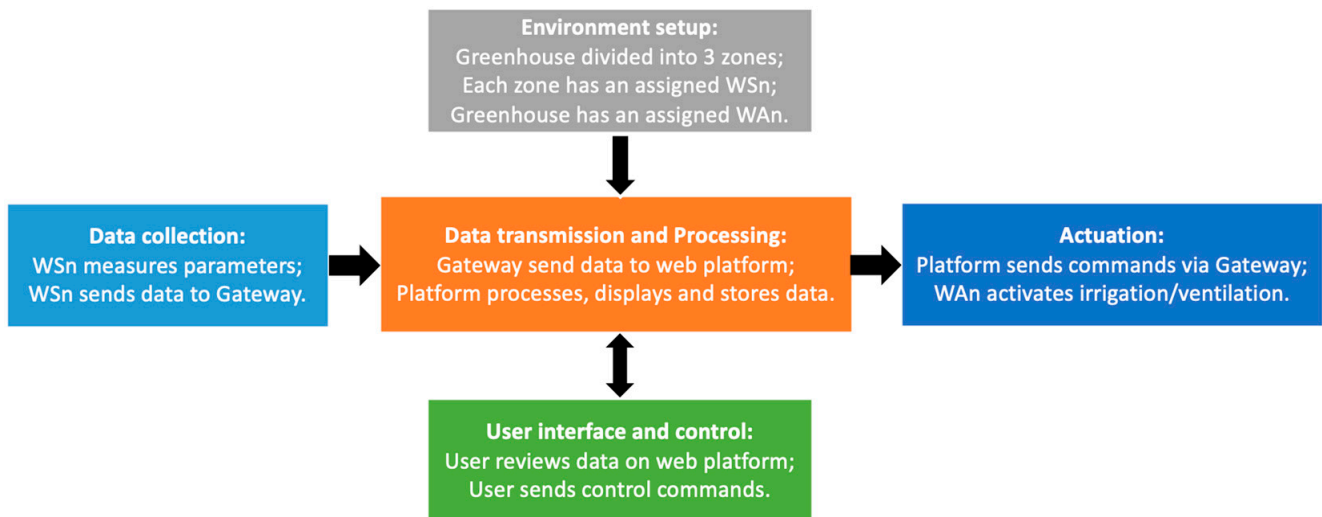 Environment setup:
Greenhouse divided into 3 zones;
Each zone has an assigned WSn;
Greenhouse has an assigned WAn.
Data collection:
WSn measures parameters;
WSn sends data to Gateway.
Data transmission and Processing:
Gateway send data to web platform;
Platform processes, displays and stores data.
Actuation:
Platform sends commands via Gateway;
WAn activates irrigation/ventilation.
User interface and control:
User reviews data on web platform;
User sends control commands.